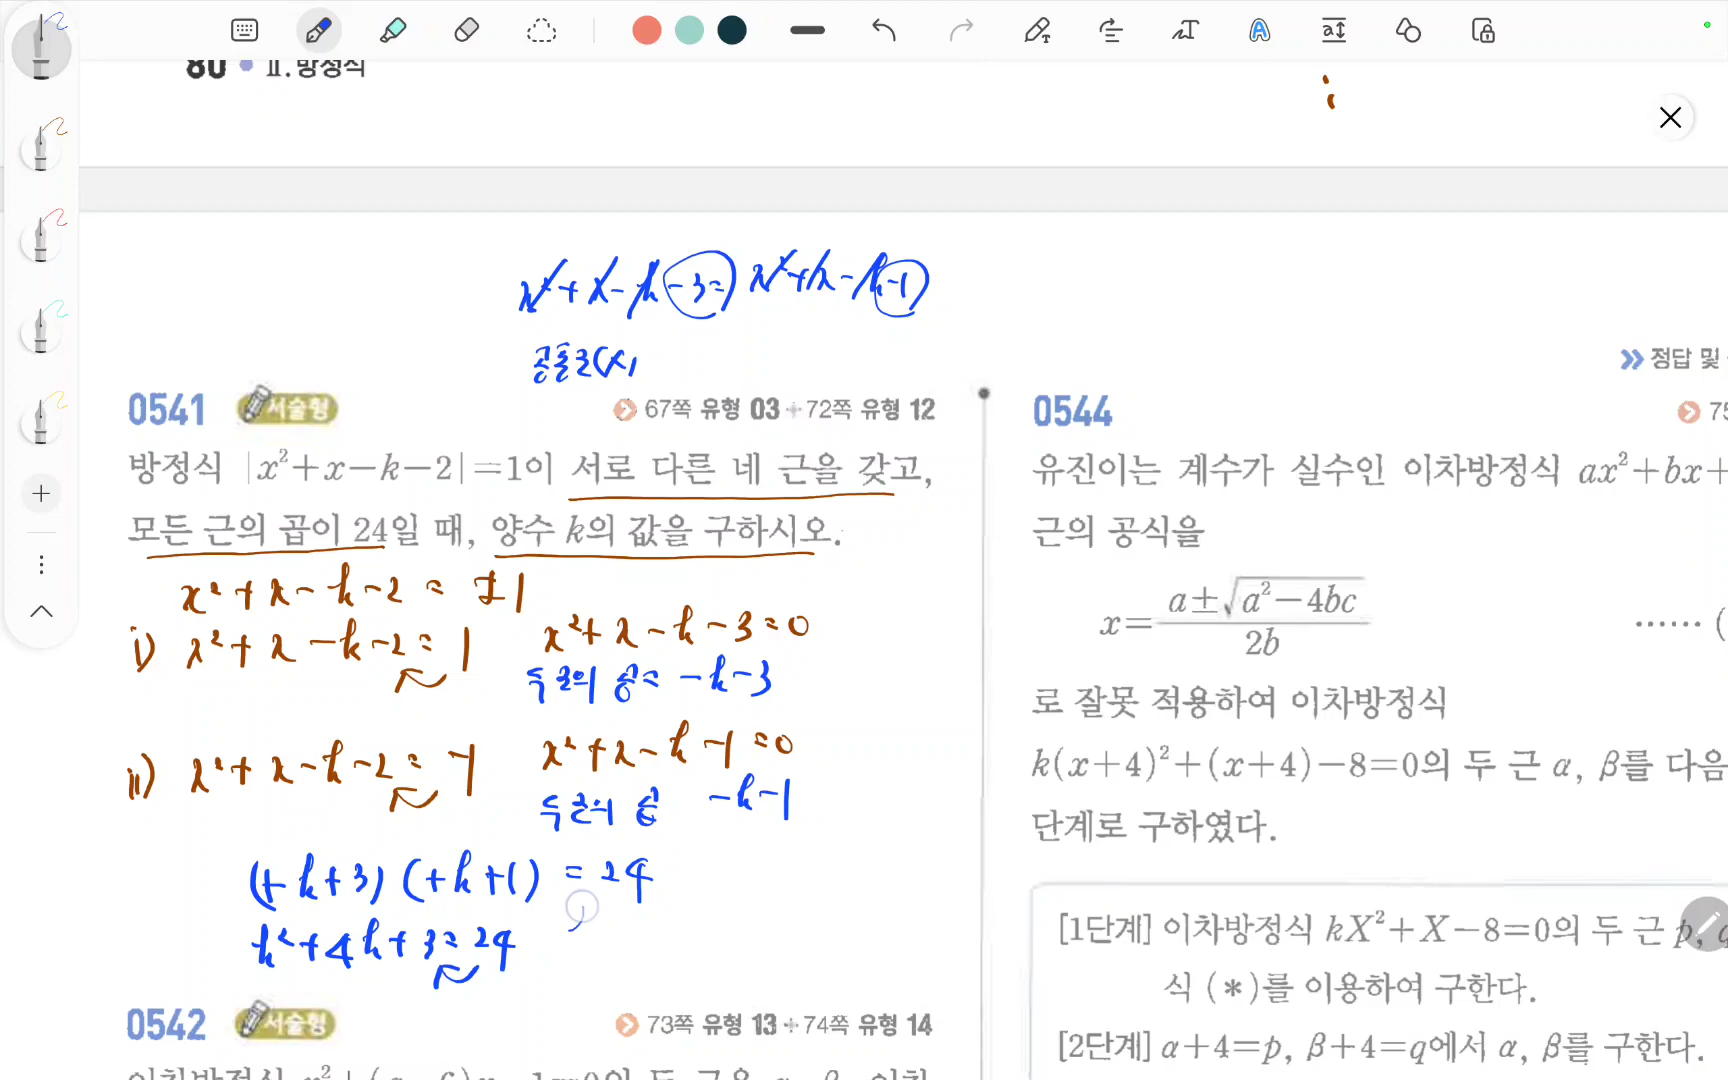 80 • Ⅱ. 방정식
x²+x-k-3=x²+x-k-1
공통근(x)
정답 및
0541 서술형 67쪽 유형 03 + 72쪽 유형 12
방정식 |x²+x-k-2|=1이 서로 다른 네 근을 갖고,
모든 근의 곱이 24일 때, 양수 k의 값을 구하시오.
x²+x-k-2 = ±1
i) x²+x-k-2=1 x²+x-k-3=0
두근의 곱= -k-3
ii) x²+x-k-2=-1 x²+x-k-1=0
두근의 곱 -k-1
(+k+3)(+k+1) = 24
k²+4k+3=24
0542 서술형 73쪽 유형 13 + 74쪽 유형 14
0544 75
유진이는 계수가 실수인 이차방정식 ax²+bx+
근의 공식을
x=\frac{a±\sqrt{a²-4bc}}{2b} ······ (
로 잘못 적용하여 이차방정식
k(x+4)²+(x+4)-8=0의 두 근 α, β를 다음
단계로 구하였다.
[1단계] 이차방정식 kX²+X-8=0의 두 근 p, q
식 (*)를 이용하여 구한다.
[2단계] α+4=p, β+4=q에서 α, β를 구한다.